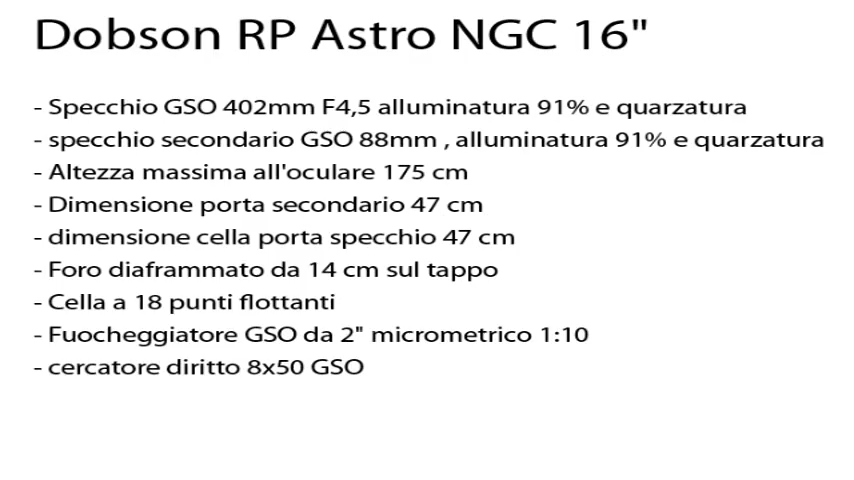 Dobson RP Astro NGC 16"
- Specchio GSO 402mm F4,5 alluminatura 91% e quarzatura
- specchio secondario GSO 88mm , alluminatura 91% e quarzatura
- Altezza massima all'oculare 175 cm
- Dimensione porta secondario 47 cm
- dimensione cella porta specchio 47 cm
- Foro diaframmato da 14 cm sul tappo
- Cella a 18 punti flottanti
- Fuocheggiatore GSO da 2" micrometrico 1:10
- cercatore diritto 8x50 GSO